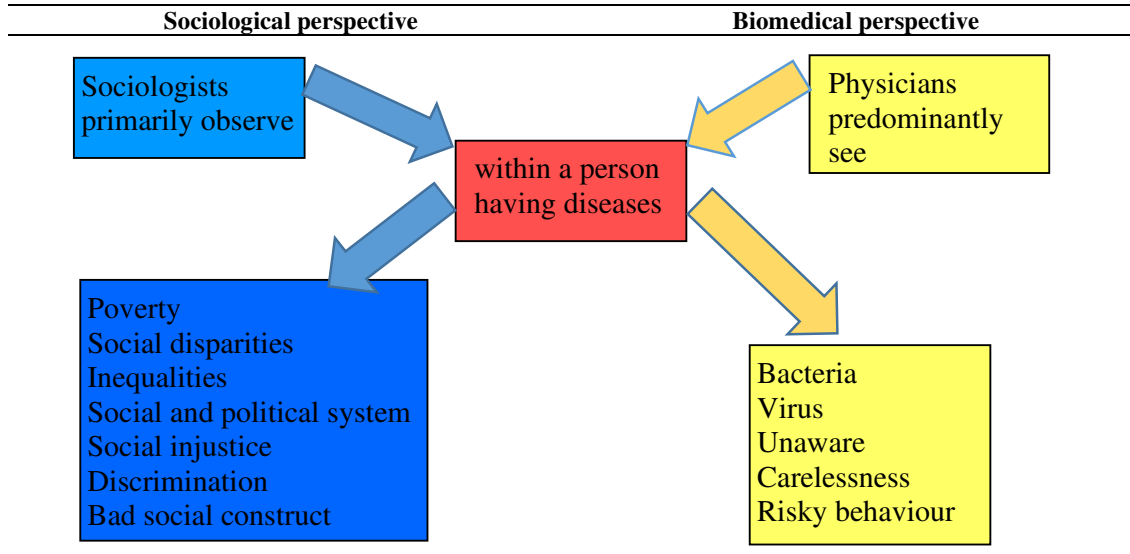 Sociological perspective
Biomedical perspective
Sociologists
primarily observe
Physicians
predominantly
see
within a person
having diseases
Poverty
Social disparities
Inequalities
Social and political system
Social injustice
Discrimination
Bad social construct
Bacteria
Virus
Unaware
Carelessness
Risky behaviour